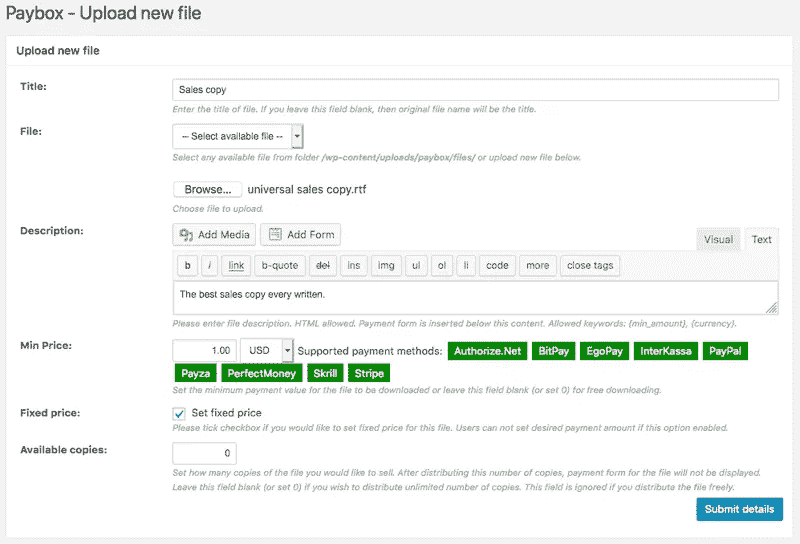 Paybox - Upload new file
Upload new file
Title:
Sales copy
Enter the title of file. If you leave this field blank, then original file name will be the title.
File:
-- Select available file --
Select any available file from folder /wp-content/uploads/paybox/files/ or upload new file below.
Browse... universal sales copy.rtf
Choose file to upload.
Description:
Add Media Add Form Visual Text
b i link b-quote del ins img ul ol li code more close tags
The best sales copy every written.
Please enter file description. HTML allowed. Payment form is inserted below this content. Allowed keywords: {min_amount}, {currency}.
Min Price: 1.00 USD Supported payment methods: Authorize.Net BitPay EgoPay InterKassa PayPal
Payza PerfectMoney Skrill Stripe
Set the minimum payment value for the file to be downloaded or leave this field blank (or set 0) for free downloading.
Fixed price: Set fixed price
Please tick checkbox if you would like to set fixed price for this file. Users can not set desired payment amount if this option enabled.
Available copies: 0
Set how many copies of the file you would like to sell. After distributing this number of copies, payment form for the file will not be displayed.
Leave this field blank (or set 0) if you wish to distribute unlimited number of copies. This field is ignored if you distribute the file freely.
Submit details